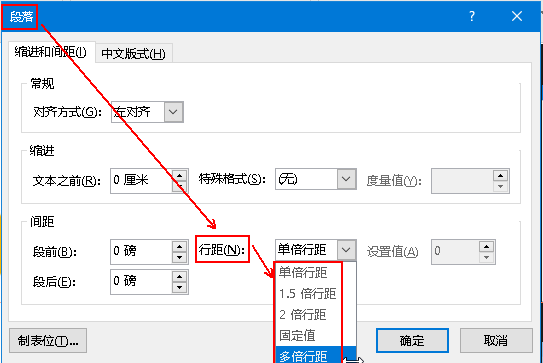 段落
缩进和间距(I) 中文版式(H)
常规
对齐方式(G): 左对齐
缩进
文本之前(R): 0 厘米 特殊格式(S): (无) 度量值(Y):
间距
段前(B): 0 磅 行距(N): 单倍行距 设置值(A) 0
段后(E): 0 磅
单倍行距
1.5 倍行距
2 倍行距
固定值
多倍行距
制表位(T)... 确定 取消